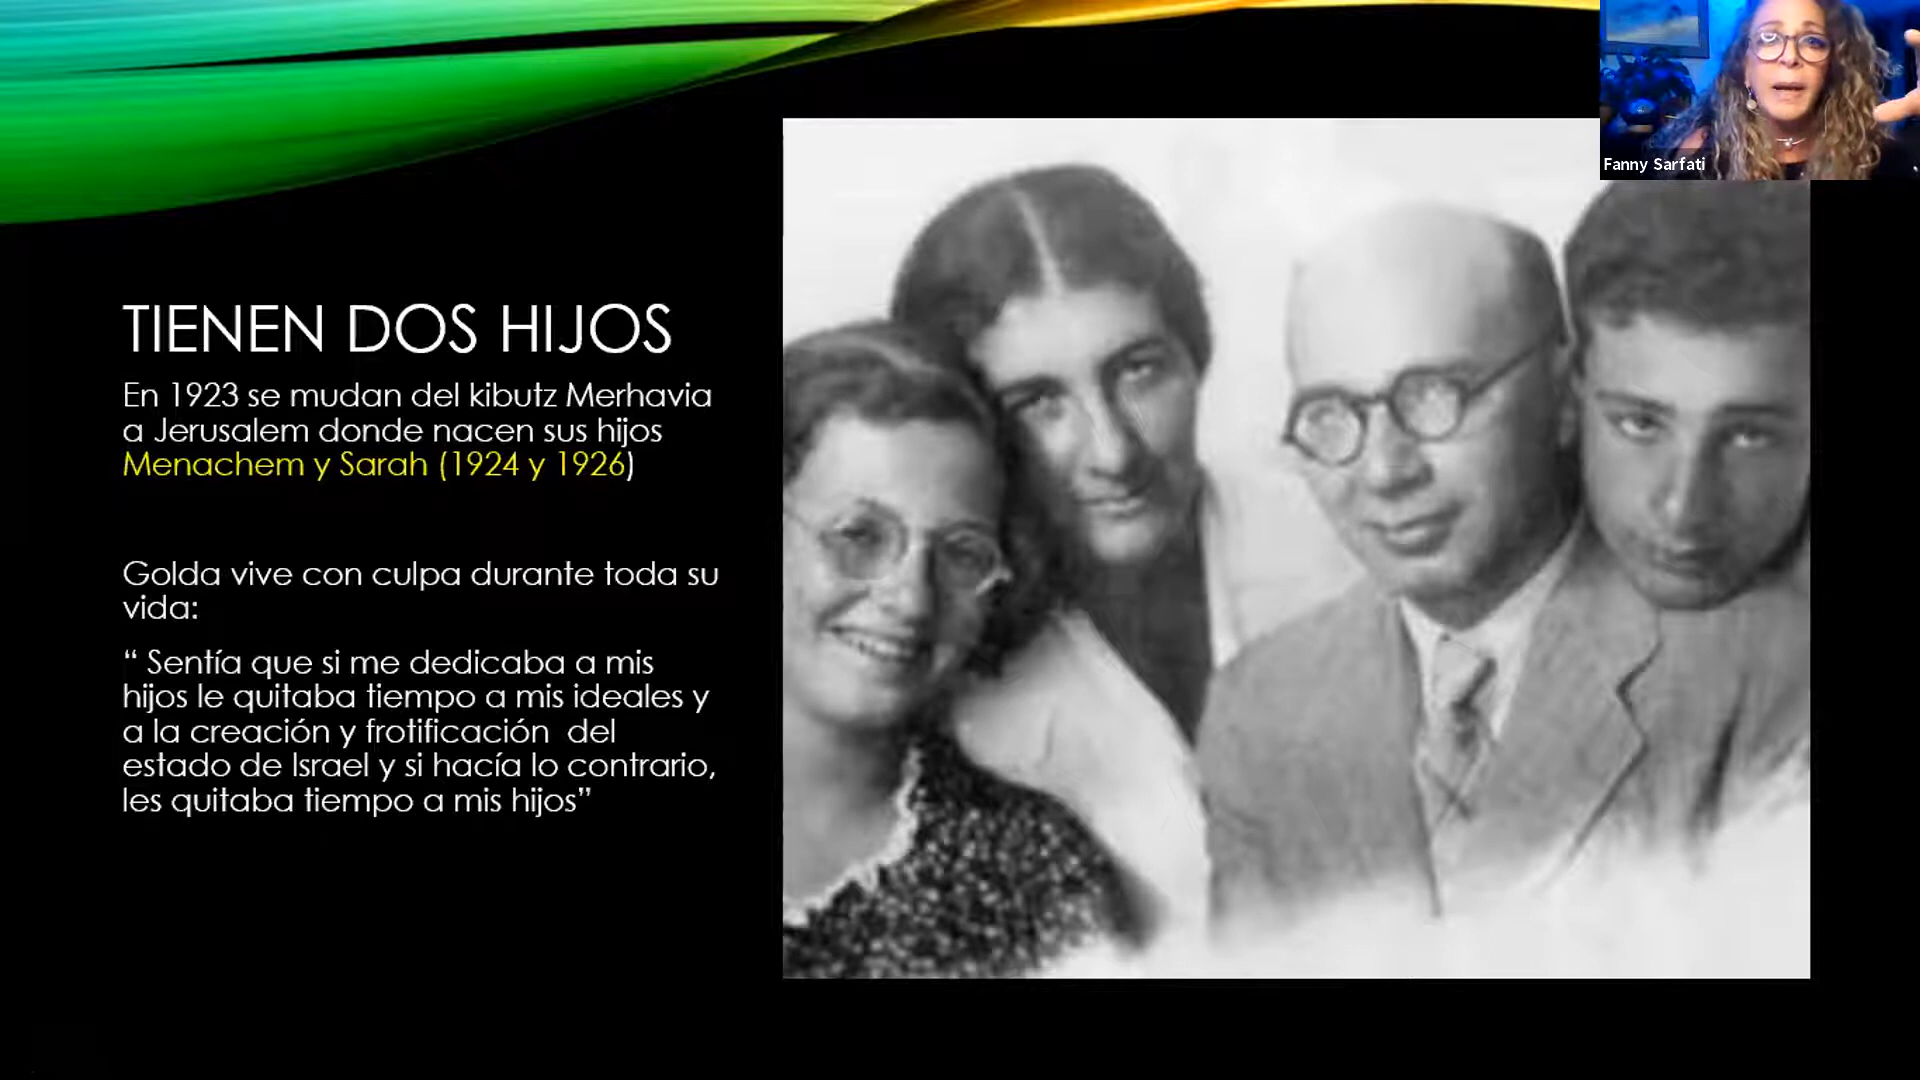 Fanny Sarfati
TIENEN DOS HIJOS
En 1923 se mudan del kibutz Merhavia
a Jerusalem donde nacen sus hijos
Menachem y Sarah (1924 y 1926)
Golda vive con culpa durante toda su
vida:
“ Sentía que si me dedicaba a mis
hijos le quitaba tiempo a mis ideales y
a la creación y frotificación  del
estado de Israel y si hacía lo contrario,
les quitaba tiempo a mis hijos”